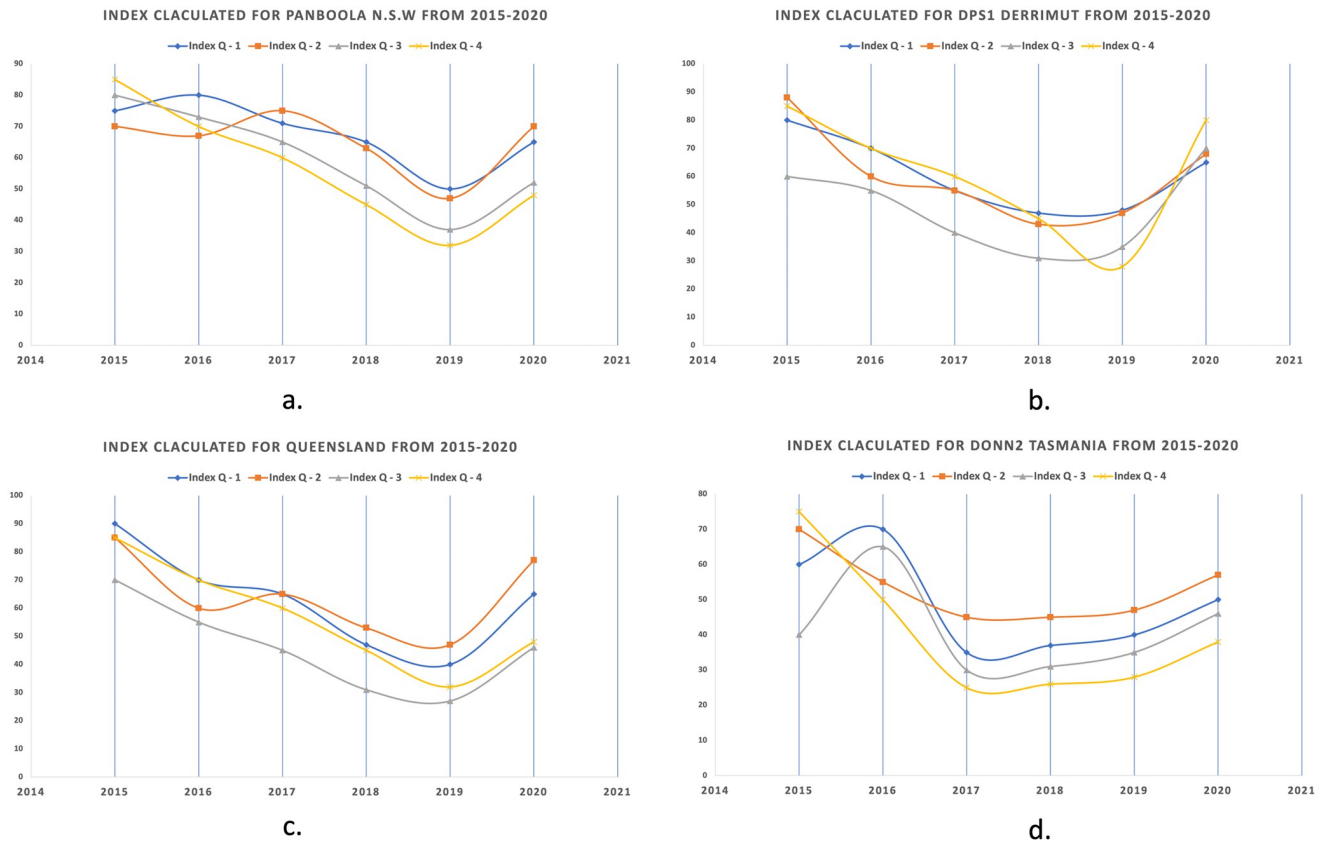 INDEX CLACULATED FOR PANBOOLA N.S.W FROM 2015-2020
Index Q - 1 Index Q - 2 Index Q - 3 Index Q - 4
90
80
70
60
50
40
30
20
10
0
2014 2015 2016 2017 2018 2019 2020 2021
a.
INDEX CLACULATED FOR DPS1 DERRIMUT FROM 2015-2020
Index Q - 1 Index Q - 2 Index Q - 3 Index Q - 4
100
90
80
70
60
50
40
30
20
10
0
2014 2015 2016 2017 2018 2019 2020 2021
b.
INDEX CLACULATED FOR QUEENSLAND FROM 2015-2020
Index Q - 1 Index Q - 2 Index Q - 3 Index Q - 4
100
90
80
70
60
50
40
30
20
10
0
2014 2015 2016 2017 2018 2019 2020 2021
c.
INDEX CLACULATED FOR DONN2 TASMANIA FROM 2015-2020
Index Q - 1 Index Q - 2 Index Q - 3 Index Q - 4
80
70
60
50
40
30
20
10
0
2014 2015 2016 2017 2018 2019 2020 2021
d.